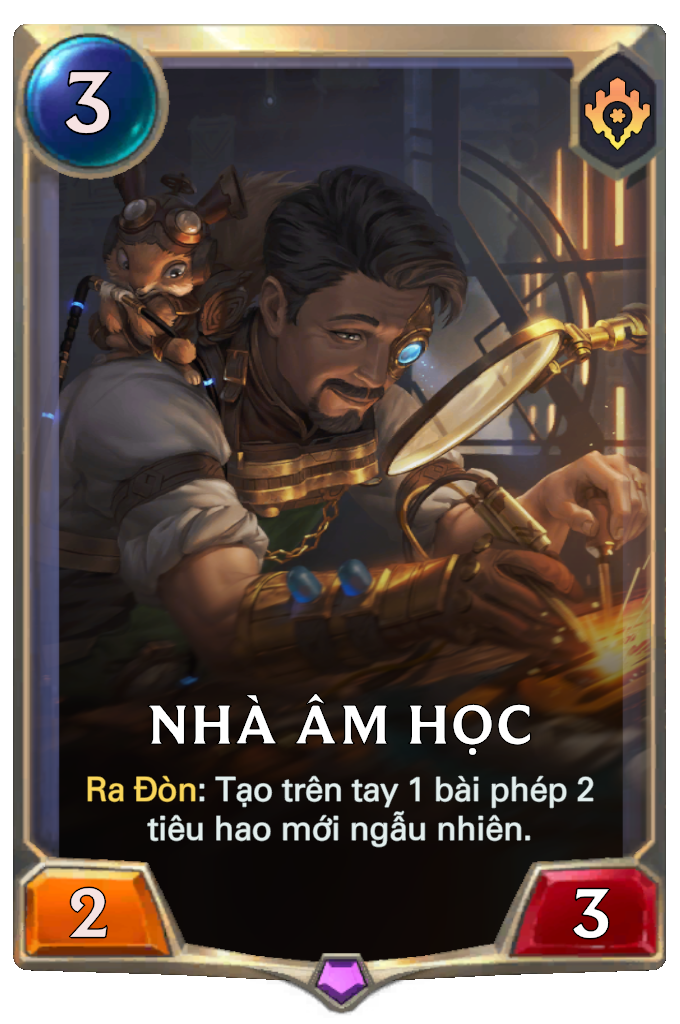 3
NHÀ ÂM HỌC
Ra Đòn: Tạo trên tay 1 bài phép 2
tiêu hao mới ngẫu nhiên.
2
3